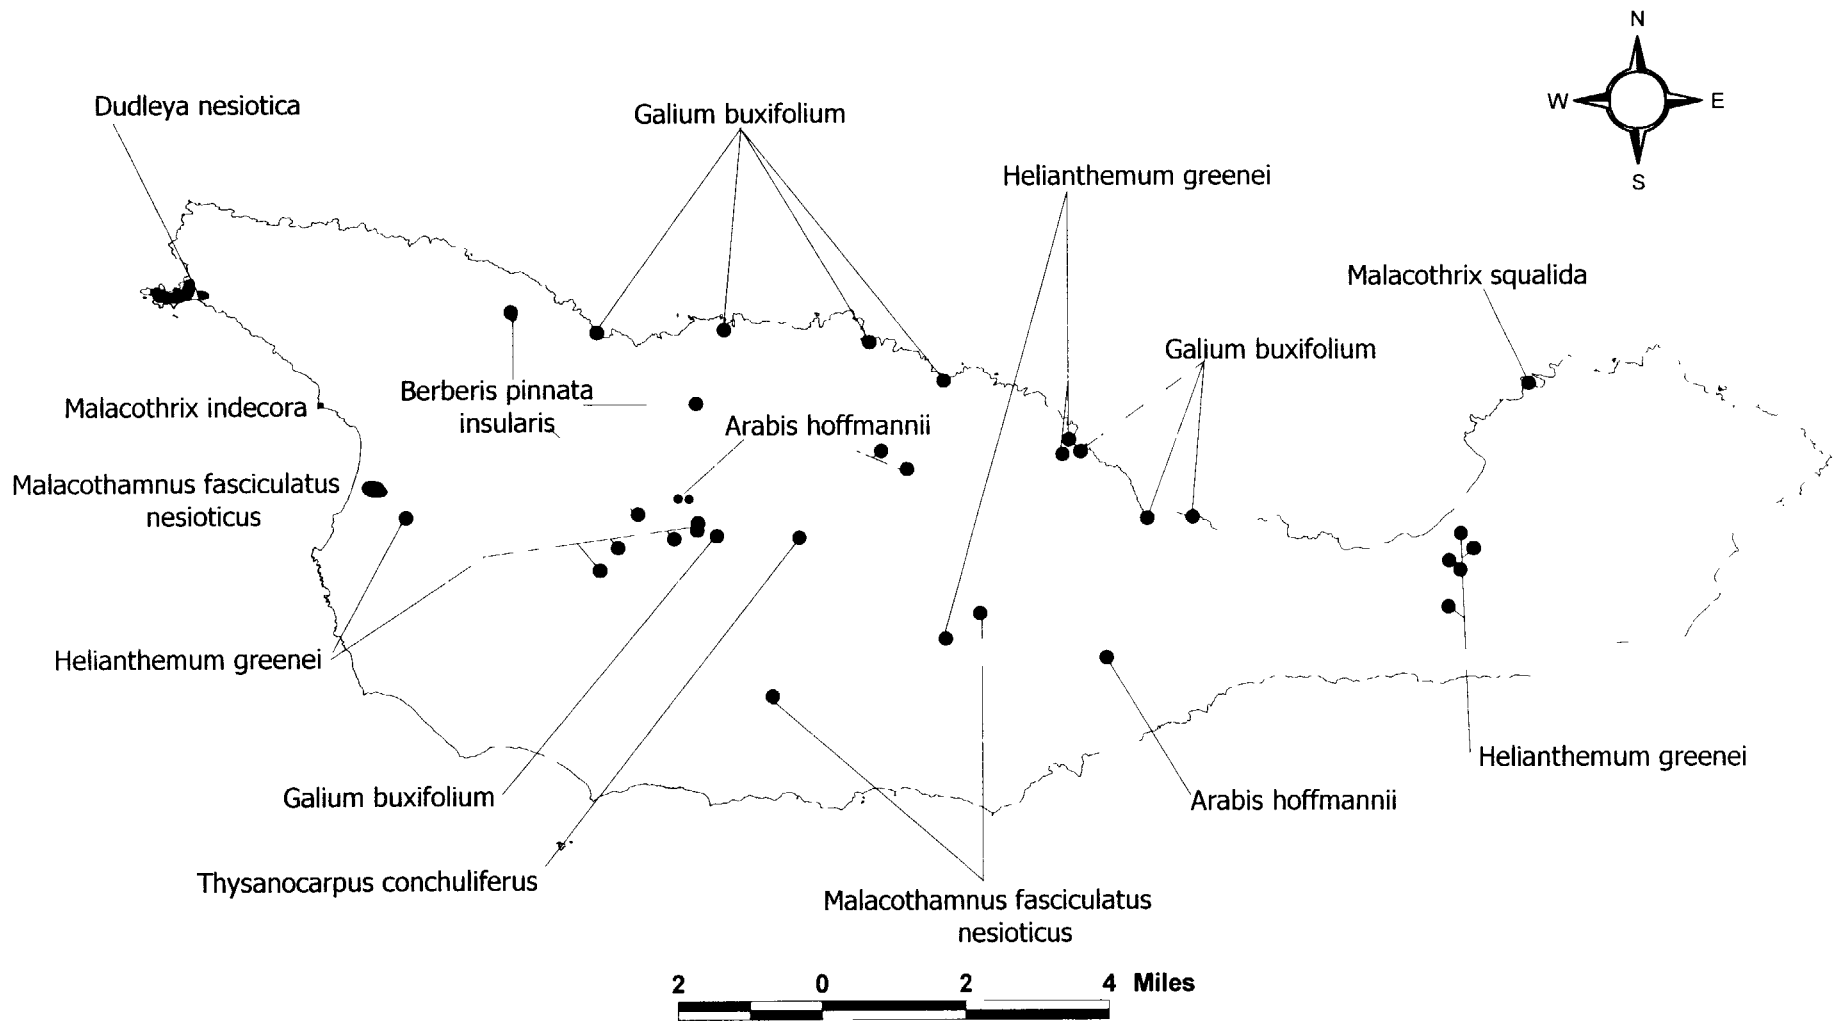 N
W E
S
Dudleya nesiotica
Galium buxifolium
Helianthemum greenei
Malacothrix squalida
Galium buxifolium
Berberis pinnata
insularis
Malacothrix indecora
Arabis hoffmannii
Malacothamnus fasciculatus
nesioticus
Helianthemum greenei
Helianthemum greenei
Galium buxifolium
Arabis hoffmannii
Thysanocarpus conchuliferus
Malacothamnus fasciculatus
nesioticus
2 0 2 4 Miles